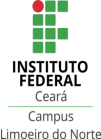 INSTITUTO
FEDERAL
Ceará
Campus
Limoeiro do Norte